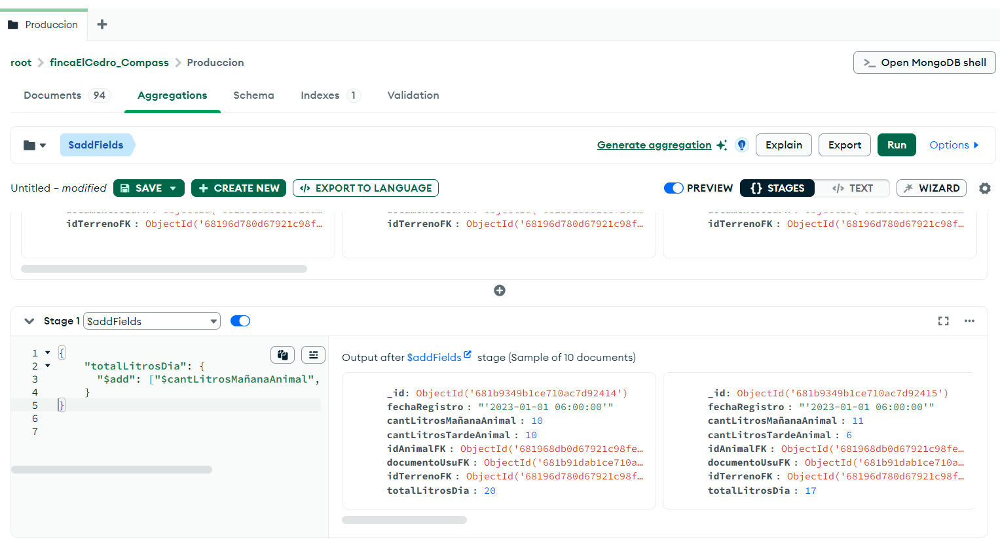 Produccion
root > fincaElCedro_Compass > Produccion
>_ Open MongoDB shell
Documents 94 Aggregations Schema Indexes 1 Validation
$addFields
Generate aggregation Explain Export Run Options
Untitled – modified SAVE + CREATE NEW </> EXPORT TO LANGUAGE PREVIEW {} STAGES </> TEXT WIZARD
idTerrenoFK : ObjectId('68196d780d67921c98f…
idTerrenoFK : ObjectId('68196d780d67921c98f…
idTerrenoFK : ObjectId('68196d780d67921c98f…
Stage 1 $addFields
1 {
2 "totalLitrosDia": {
3 "$add": ["$cantLitrosMañanaAnimal",
4 }
5 }
6
7
Output after $addFields stage (Sample of 10 documents)
_id: ObjectId('681b9349b1ce710ac7d92414')
fechaRegistro : "'2023-01-01 06:00:00'"
cantLitrosMañanaAnimal : 10
cantLitrosTardeAnimal : 10
idAnimalFK : ObjectId('681968db0d67921c98fe…
documentoUsuFK : ObjectId('681b91dab1ce710a…
idTerrenoFK : ObjectId('68196d780d67921c98f…
totalLitrosDia : 20
_id: ObjectId('681b9349b1ce710ac7d92415')
fechaRegistro : "'2023-01-01 06:00:00'"
cantLitrosMañanaAnimal : 11
cantLitrosTardeAnimal : 6
idAnimalFK : ObjectId('681968db0d67921c98fe…
documentoUsuFK : ObjectId('681b91dab1ce710a…
idTerrenoFK : ObjectId('68196d780d67921c98f…
totalLitrosDia : 17